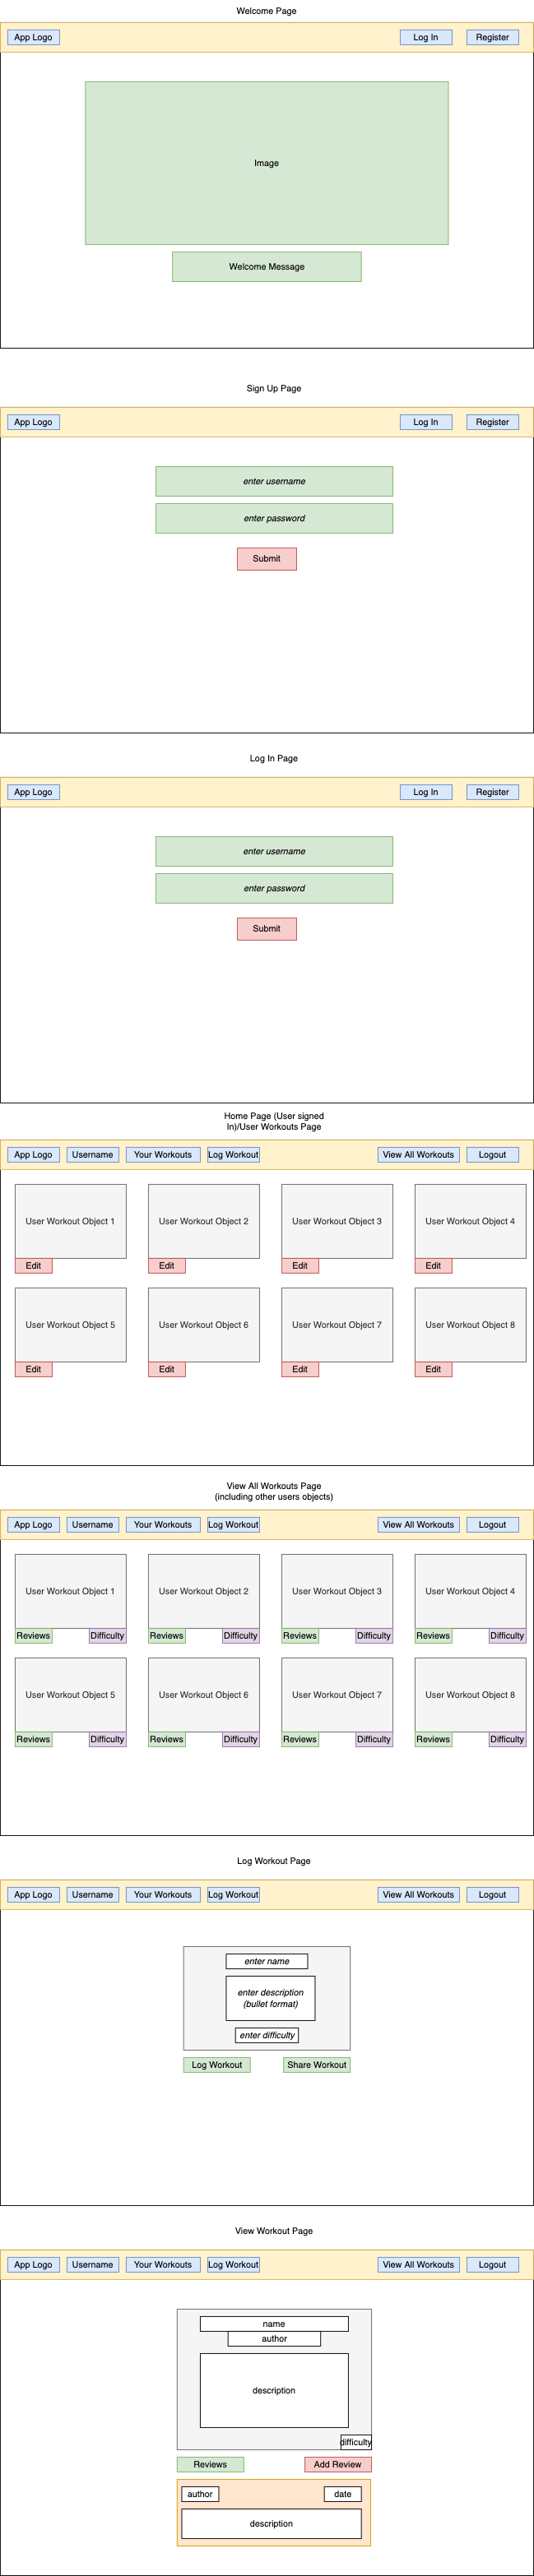 Welcome Page
App Logo
Log In
Register
Image
Welcome Message
Sign Up Page
App Logo
Log In
Register
enter username
enter password
Submit
Log In Page
App Logo
Log In
Register
enter username
enter password
Submit
Home Page (User signed
In)/User Workouts Page
App Logo
Username
Your Workouts
Log Workout
View All Workouts
Logout
User Workout Object 1
User Workout Object 2
User Workout Object 3
User Workout Object 4
Edit
Edit
Edit
Edit
User Workout Object 5
User Workout Object 6
User Workout Object 7
User Workout Object 8
Edit
Edit
Edit
Edit
View All Workouts Page
(including other users objects)
App Logo
Username
Your Workouts
Log Workout
View All Workouts
Logout
User Workout Object 1
User Workout Object 2
User Workout Object 3
User Workout Object 4
Reviews
Difficulty
Reviews
Difficulty
Reviews
Difficulty
Reviews
Difficulty
User Workout Object 5
User Workout Object 6
User Workout Object 7
User Workout Object 8
Reviews
Difficulty
Reviews
Difficulty
Reviews
Difficulty
Reviews
Difficulty
Log Workout Page
App Logo
Username
Your Workouts
Log Workout
View All Workouts
Logout
enter name
enter description
(bullet format)
enter difficulty
Log Workout
Share Workout
View Workout Page
App Logo
Username
Your Workouts
Log Workout
View All Workouts
Logout
name
author
description
difficulty
Reviews
Add Review
author
date
description